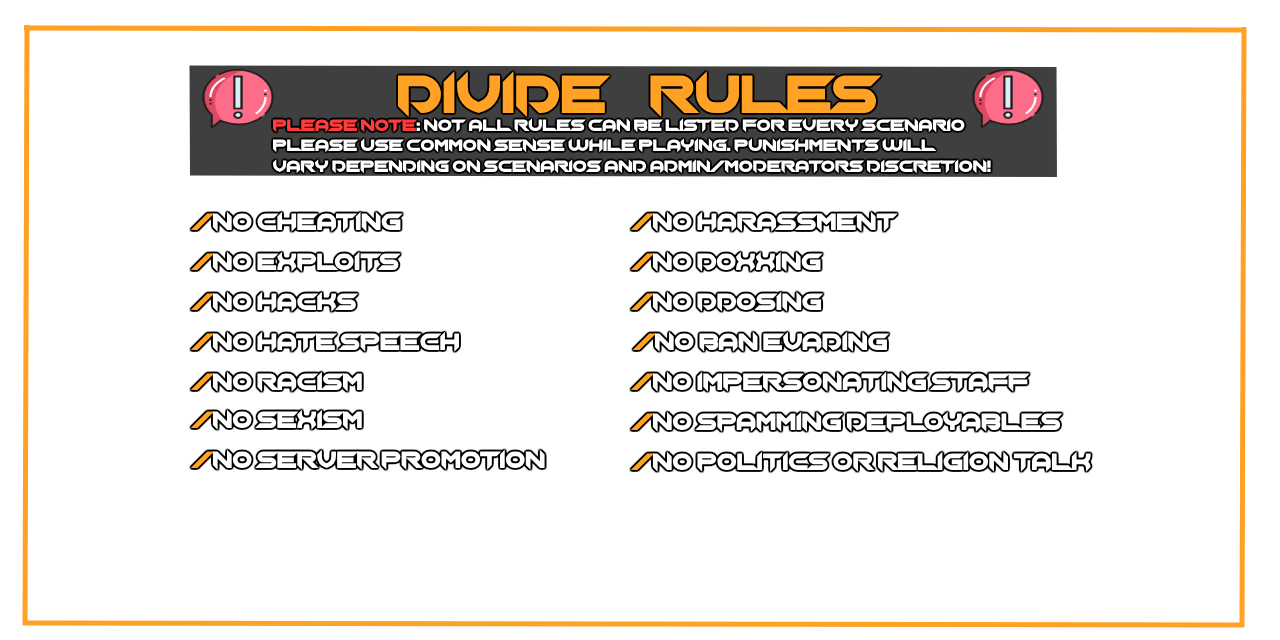 DIVIDE RULES
PLEASE NOTE: NOT ALL RULES CAN BE LISTED FOR EVERY SCENARIO
PLEASE USE COMMON SENSE WHILE PLAYING. PUNISHMENTS WILL
VARY DEPENDING ON SCENARIOS AND ADMIN/MODERATORS DISCRETION!
/NO CHEATING
/NO EXPLOITS
/NO HACKS
/NO HATE SPEECH
/NO RACISM
/NO SEXISM
/NO SERVER PROMOTION
/NO HARASSMENT
/NO DOXXING
/NO DDOSING
/NO BAN EVADING
/NO IMPERSONATING STAFF
/NO SPAMMING DEPLOYABLES
/NO POLITICS OR RELIGION TALK